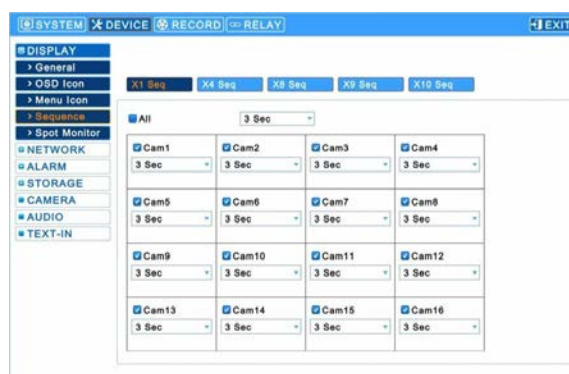 SYSTEM DEVICE RECORD RELAY EXIT
DISPLAY
> General
> OSD Icon
> Menu Icon
> Sequence
> Spot Monitor
NETWORK
ALARM
STORAGE
CAMERA
AUDIO
TEXT-IN
X1 Seq X4 Seq X8 Seq X9 Seq X10 Seq
All 3 Sec
Cam1 Cam2 Cam3 Cam4
3 Sec 3 Sec 3 Sec 3 Sec
Cam5 Cam6 Cam7 Cam8
3 Sec 3 Sec 3 Sec 3 Sec
Cam9 Cam10 Cam11 Cam12
3 Sec 3 Sec 3 Sec 3 Sec
Cam13 Cam14 Cam15 Cam16
3 Sec 3 Sec 3 Sec 3 Sec